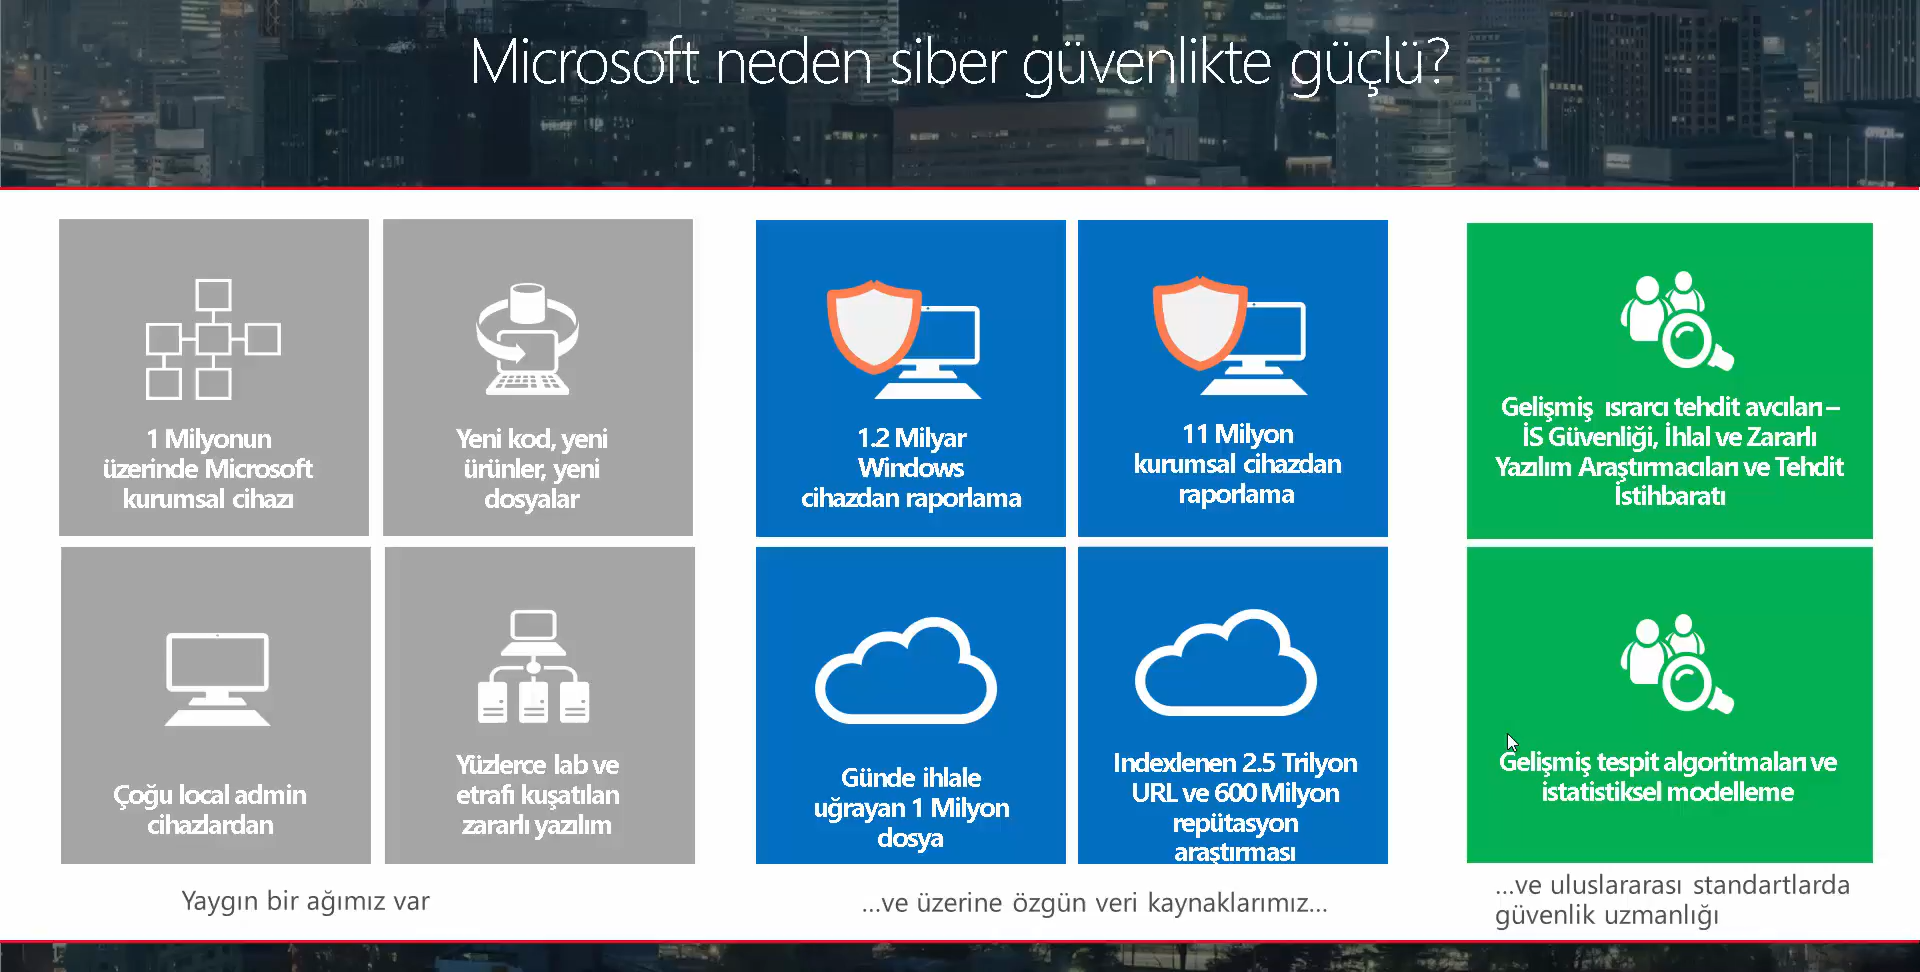 Microsoft neden siber güvenlikte güçlü?
1 Milyonun
üzerinde Microsoft
kurumsal cihazı
Yeni kod, yeni
ürünler, yeni
dosyalar
Çoğu local admin
cihazlardan
Yüzlerce lab ve
etrafı kuşatılan
zararlı yazılım
Yaygın bir ağımız var
1.2 Milyar
Windows
cihazdan raporlama
11 Milyon
kurumsal cihazdan
raporlama
Günde ihlale
uğrayan 1 Milyon
dosya
Indexlenen 2.5 Trilyon
URL ve 600 Milyon
repütasyon
araştırması
...ve üzerine özgün veri kaynaklarımız...
Gelişmiş ısrarcı tehdit avcıları –
İS Güvenliği, İhlal ve Zararlı
Yazılım Araştırmacıları ve Tehdit
İstihbaratı
Gelişmiş tespit algoritmaları ve
istatistiksel modelleme
...ve uluslararası standartlarda
güvenlik uzmanlığı